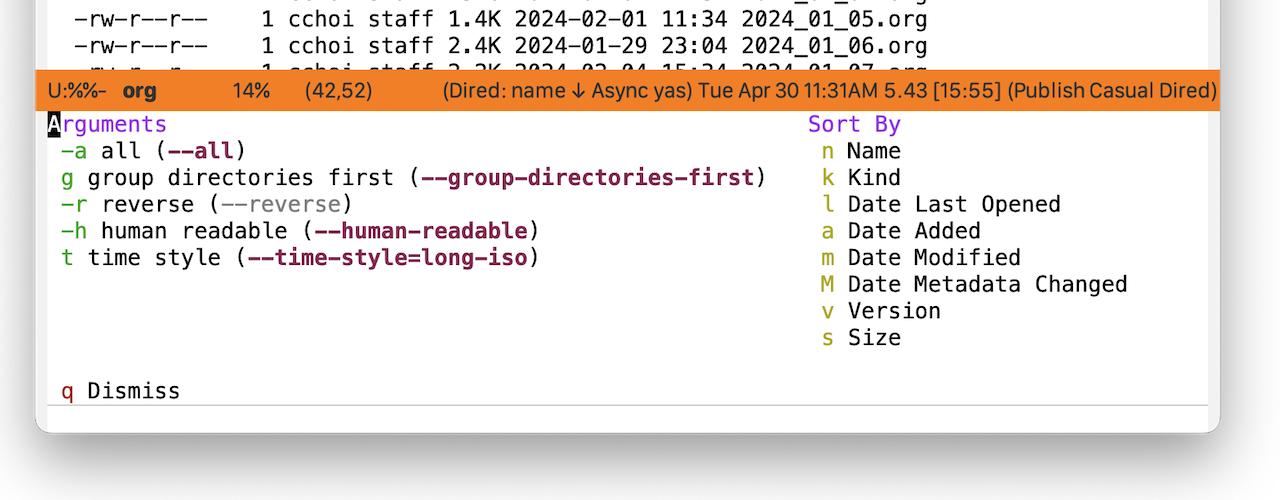 -rw-r--r-- 1 cchoi staff 1.4K 2024-02-01 11:34 2024_01_05.org
-rw-r--r-- 1 cchoi staff 2.4K 2024-01-29 23:04 2024_01_06.org
U:%%- org 14% (42,52) (Dired: name ↓ Async yas) Tue Apr 30 11:31AM 5.43 [15:55] (Publish Casual Dired)
Arguments
-a all (--all)
g group directories first (--group-directories-first)
-r reverse (--reverse)
-h human readable (--human-readable)
t time style (--time-style=long-iso)
Sort By
n Name
k Kind
l Date Last Opened
a Date Added
m Date Modified
M Date Metadata Changed
v Version
s Size
q Dismiss